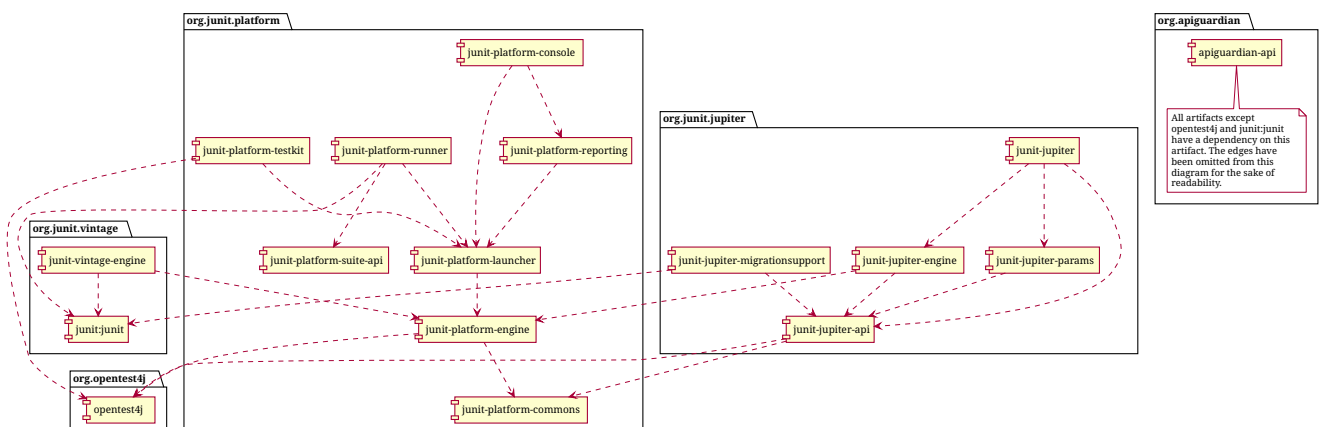 org.junit.platform
org.apiguardian
junit-platform-console
apiguardian-api
All artifacts except
opentest4j and junit:junit
have a dependency on this
artifact. The edges have
been omitted from this
diagram for the sake of
readability.
org.junit.jupiter
junit-platform-testkit
junit-platform-runner
junit-platform-reporting
junit-jupiter
org.junit.vintage
junit-vintage-engine
junit-platform-suite-api
junit-platform-launcher
junit-jupiter-migrationsupport
junit-jupiter-engine
junit-jupiter-params
junit:junit
junit-platform-engine
junit-jupiter-api
org.opentest4j
opentest4j
junit-platform-commons